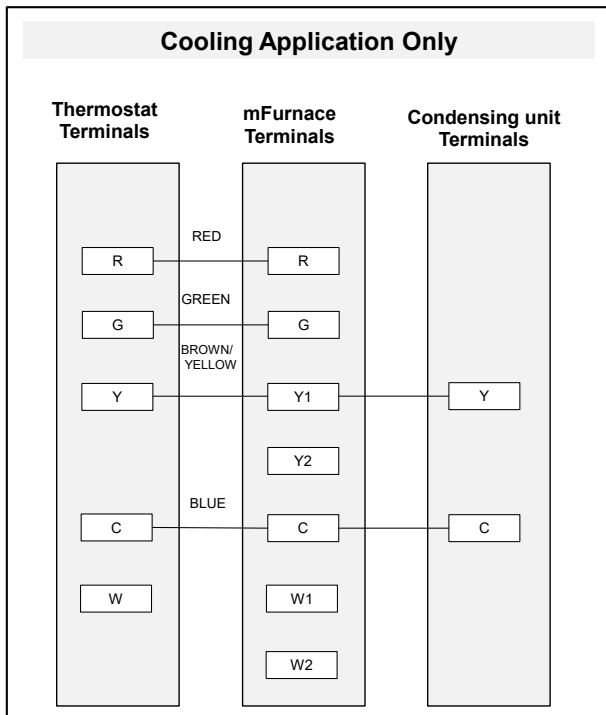 Cooling Application Only
Thermostat
Terminals
mFurnace
Terminals
Condensing unit
Terminals
RED
R
R
GREEN
G
G
BROWN/
YELLOW
Y
Y1
Y
Y2
BLUE
C
C
C
W
W1
W2